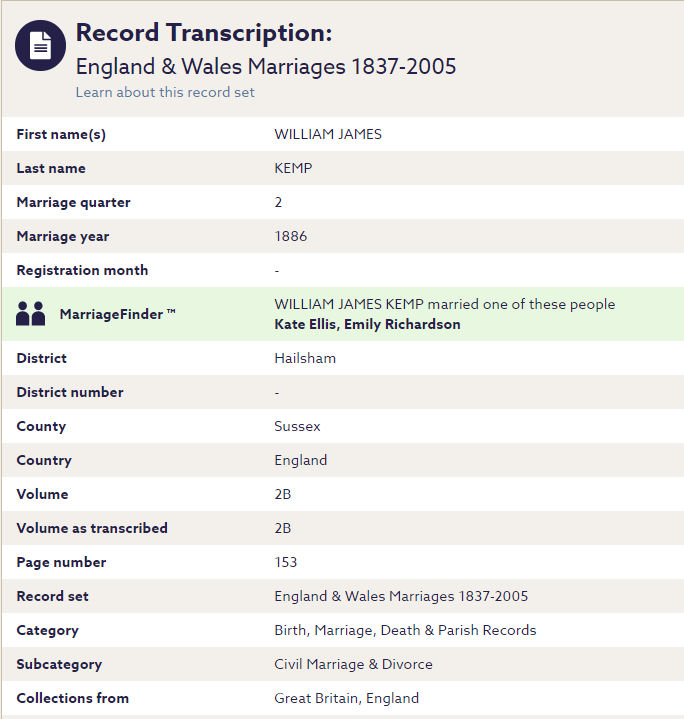 Record Transcription:
England & Wales Marriages 1837-2005
Learn about this record set
First name(s) WILLIAM JAMES
Last name KEMP
Marriage quarter 2
Marriage year 1886
Registration month -
MarriageFinder ™ WILLIAM JAMES KEMP married one of these people
Kate Ellis, Emily Richardson
District Hailsham
District number -
County Sussex
Country England
Volume 2B
Volume as transcribed 2B
Page number 153
Record set England & Wales Marriages 1837-2005
Category Birth, Marriage, Death & Parish Records
Subcategory Civil Marriage & Divorce
Collections from Great Britain, England